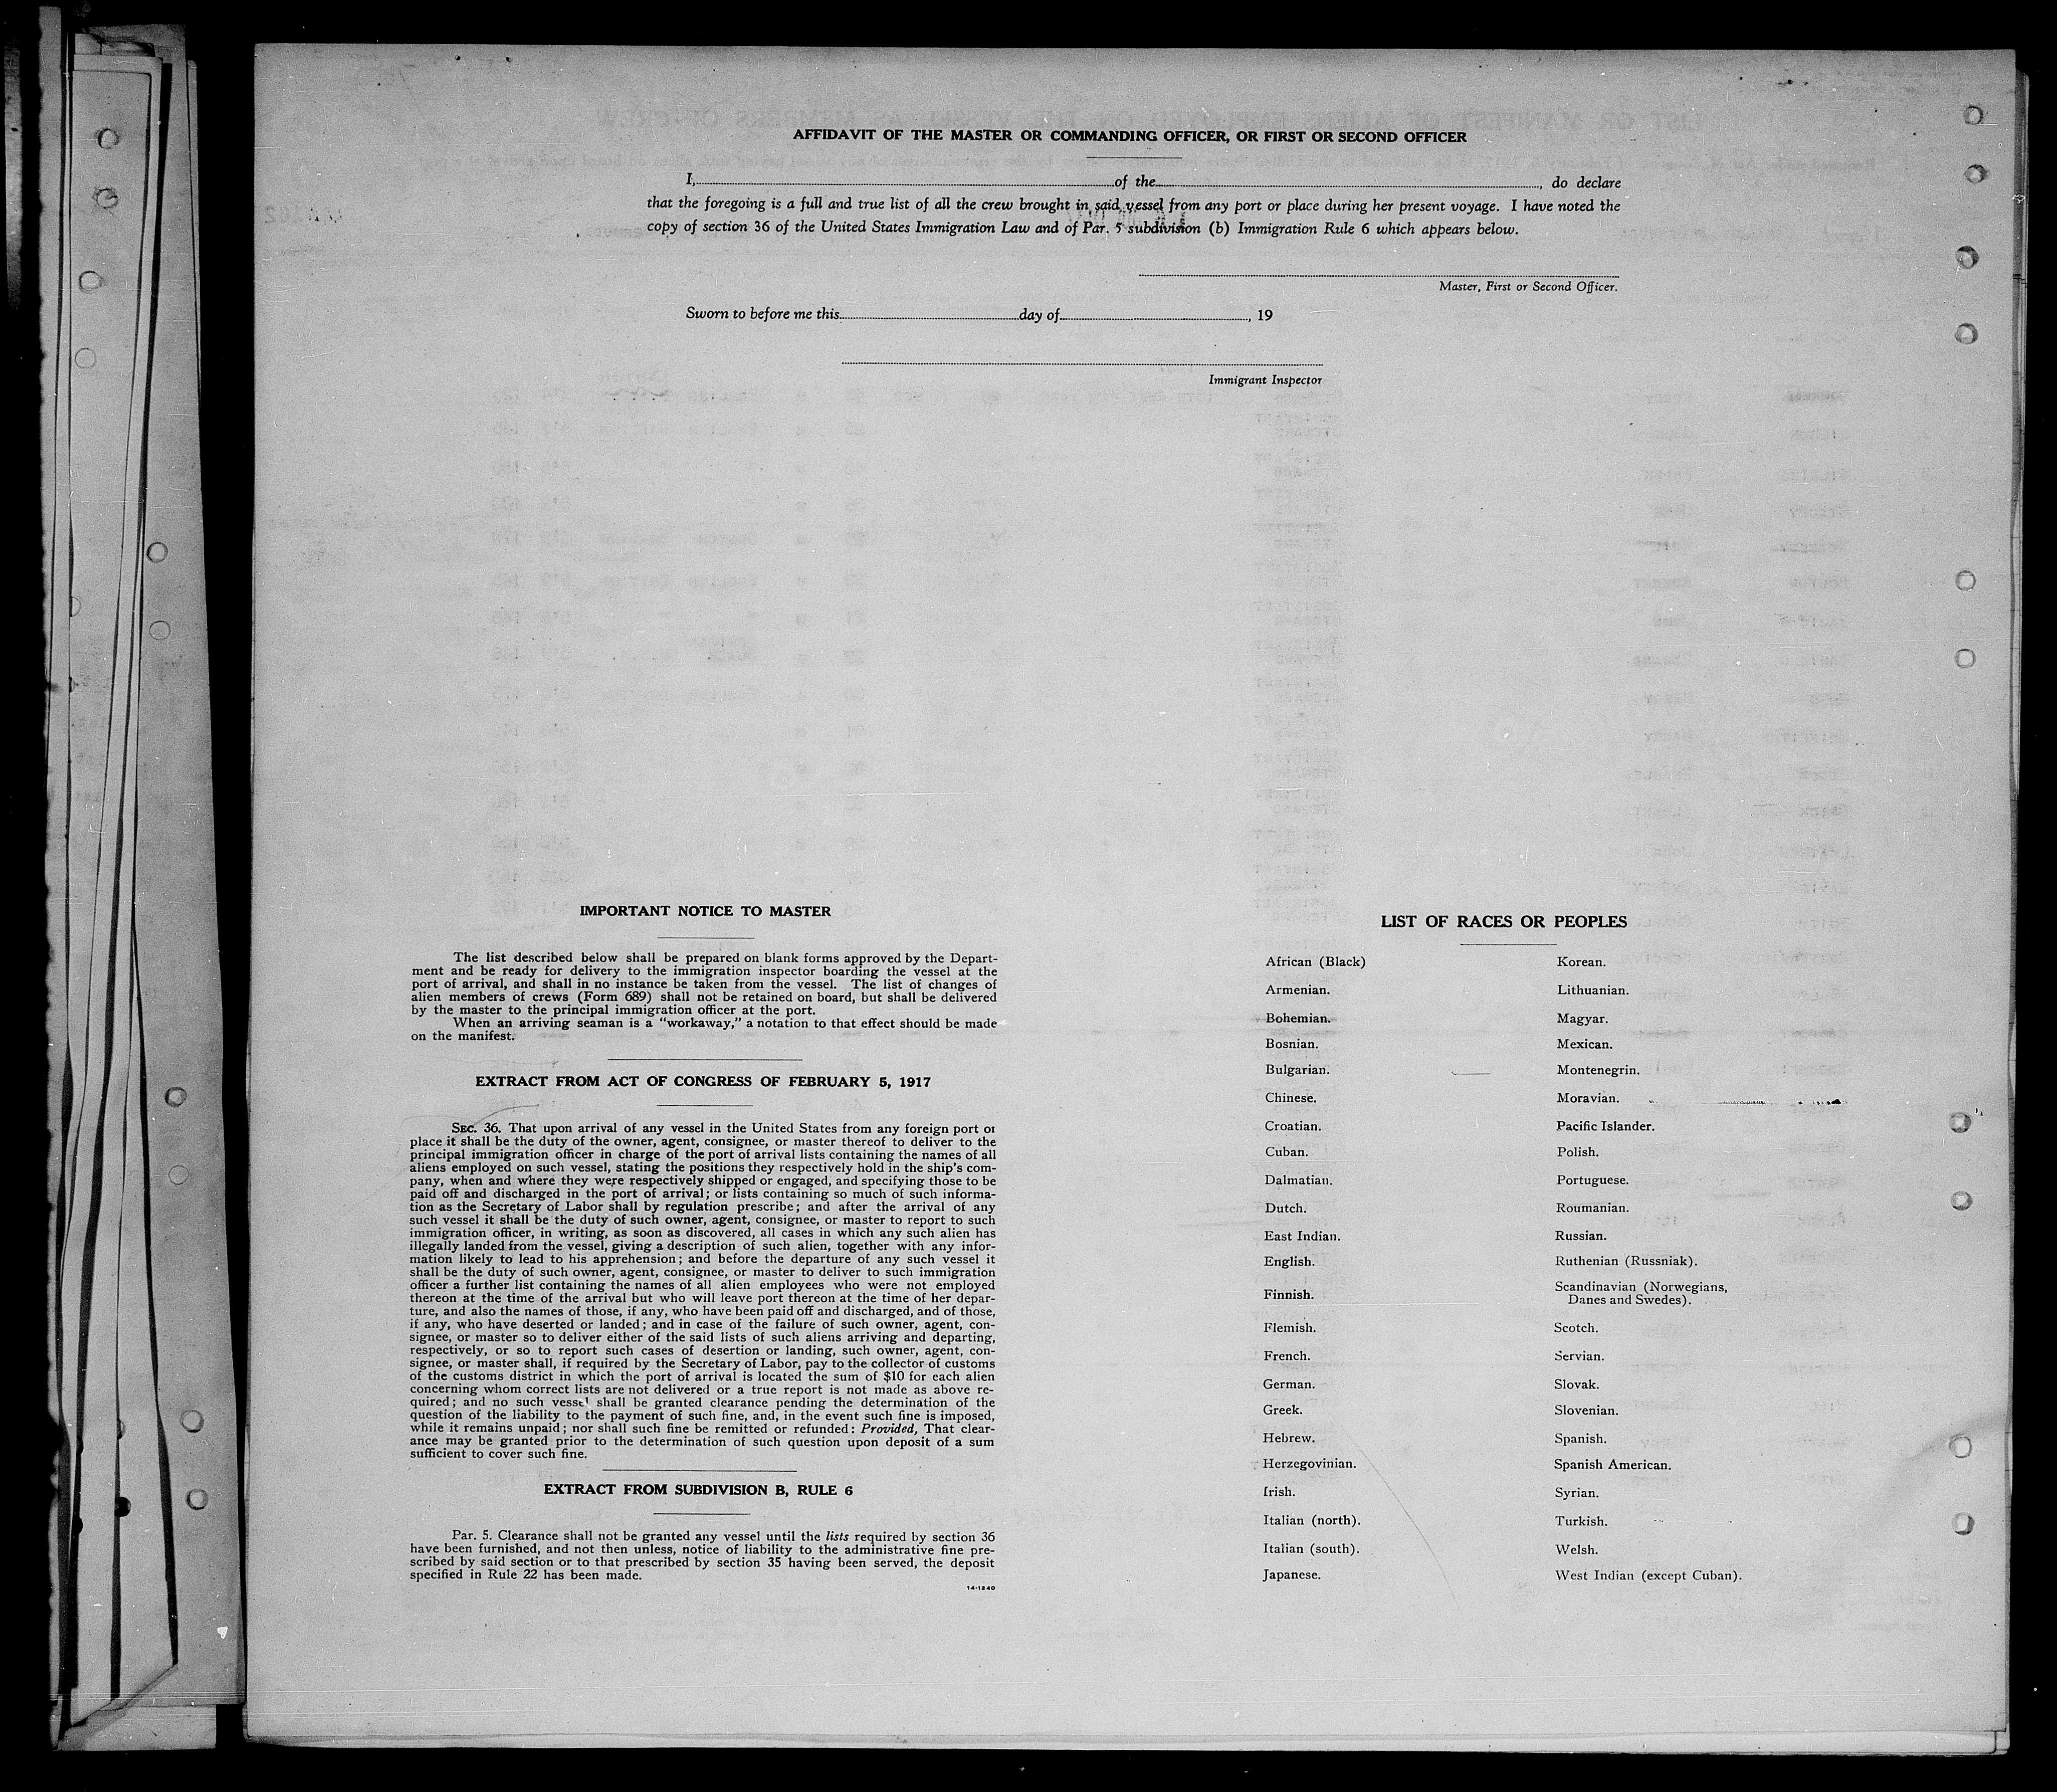 AFFIDAVIT OF THE MASTER OR COMMANDING OFFICER, OR FIRST OR SECOND OFFICER
I, of the , do declare
that the foregoing is a full and true list of all the crew brought in said vessel from any port or place during her present voyage. I have noted the
copy of section 36 of the United States Immigration Law and of Par. 5 subdivision (b) Immigration Rule 6 which appears below.
Master, First or Second Officer.
Sworn to before me this day of , 19
Immigrant Inspector
IMPORTANT NOTICE TO MASTER
The list described below shall be prepared on blank forms approved by the Depart-
ment and be ready for delivery to the immigration inspector boarding the vessel at the
port of arrival, and shall in no instance be taken from the vessel. The list of changes of
alien members of crews (Form 689) shall not be retained on board, but shall be delivered
by the master to the principal immigration officer at the port.
When an arriving seaman is a “workaway,” a notation to that effect should be made
on the manifest.
EXTRACT FROM ACT OF CONGRESS OF FEBRUARY 5, 1917
SEC. 36. That upon arrival of any vessel in the United States from any foreign port or
place it shall be the duty of the owner, agent, consignee, or master thereof to deliver to the
principal immigration officer in charge of the port of arrival lists containing the names of all
aliens employed on such vessel, stating the positions they respectively hold in the ship's com-
pany, when and where they were respectively shipped or engaged, and specifying those to be
paid off and discharged in the port of arrival; or lists containing so much of such informa-
tion as the Secretary of Labor shall by regulation prescribe; and after the arrival of any
such vessel it shall be the duty of such owner, agent, consignee, or master to report to such
immigration officer, in writing, as soon as discovered, all cases in which any such alien has
illegally landed from the vessel, giving a description of such alien, together with any infor-
mation likely to lead to his apprehension; and before the departure of any such vessel it
shall be the duty of such owner, agent, consignee, or master to deliver to such immigration
officer a further list containing the names of all alien employees who were not employed
thereon at the time of the arrival but who will leave port thereon at the time of her depar-
ture, and also the names of those, if any, who have been paid off and discharged, and of those,
if any, who have deserted or landed; and in case of the failure of such owner, agent, con-
signee, or master so to deliver either of the said lists of such aliens arriving and departing,
respectively, or so to report such cases of desertion or landing, such owner, agent, con-
signee, or master shall, if required by the Secretary of Labor, pay to the collector of customs
of the customs district in which the port of arrival is located the sum of $10 for each alien
concerning whom correct lists are not delivered or a true report is not made as above re-
quired; and no such vessel shall be granted clearance pending the determination of the
question of the liability to the payment of such fine, and, in the event such fine is imposed,
while it remains unpaid; nor shall such fine be remitted or refunded: Provided, That clear-
ance may be granted prior to the determination of such question upon deposit of a sum
sufficient to cover such fine.
EXTRACT FROM SUBDIVISION B, RULE 6
Par. 5. Clearance shall not be granted any vessel until the lists required by section 36
have been furnished, and not then unless, notice of liability to the administrative fine pre-
scribed by said section or to that prescribed by section 35 having been served, the deposit
specified in Rule 22 has been made.
14-1240
LIST OF RACES OR PEOPLES
African (Black)
Armenian.
Bohemian.
Bosnian.
Bulgarian.
Chinese.
Croatian.
Cuban.
Dalmatian.
Dutch.
East Indian.
English.
Finnish.
Flemish.
French.
German.
Greek.
Hebrew.
Herzegovinian.
Irish.
Italian (north).
Italian (south).
Japanese.
Korean.
Lithuanian.
Magyar.
Mexican.
Montenegrin.
Moravian.
Pacific Islander.
Polish.
Portuguese.
Roumanian.
Russian.
Ruthenian (Russniak).
Scandinavian (Norwegians,
Danes and Swedes).
Scotch.
Servian.
Slovak.
Slovenian.
Spanish.
Spanish American.
Syrian.
Turkish.
Welsh.
West Indian (except Cuban).